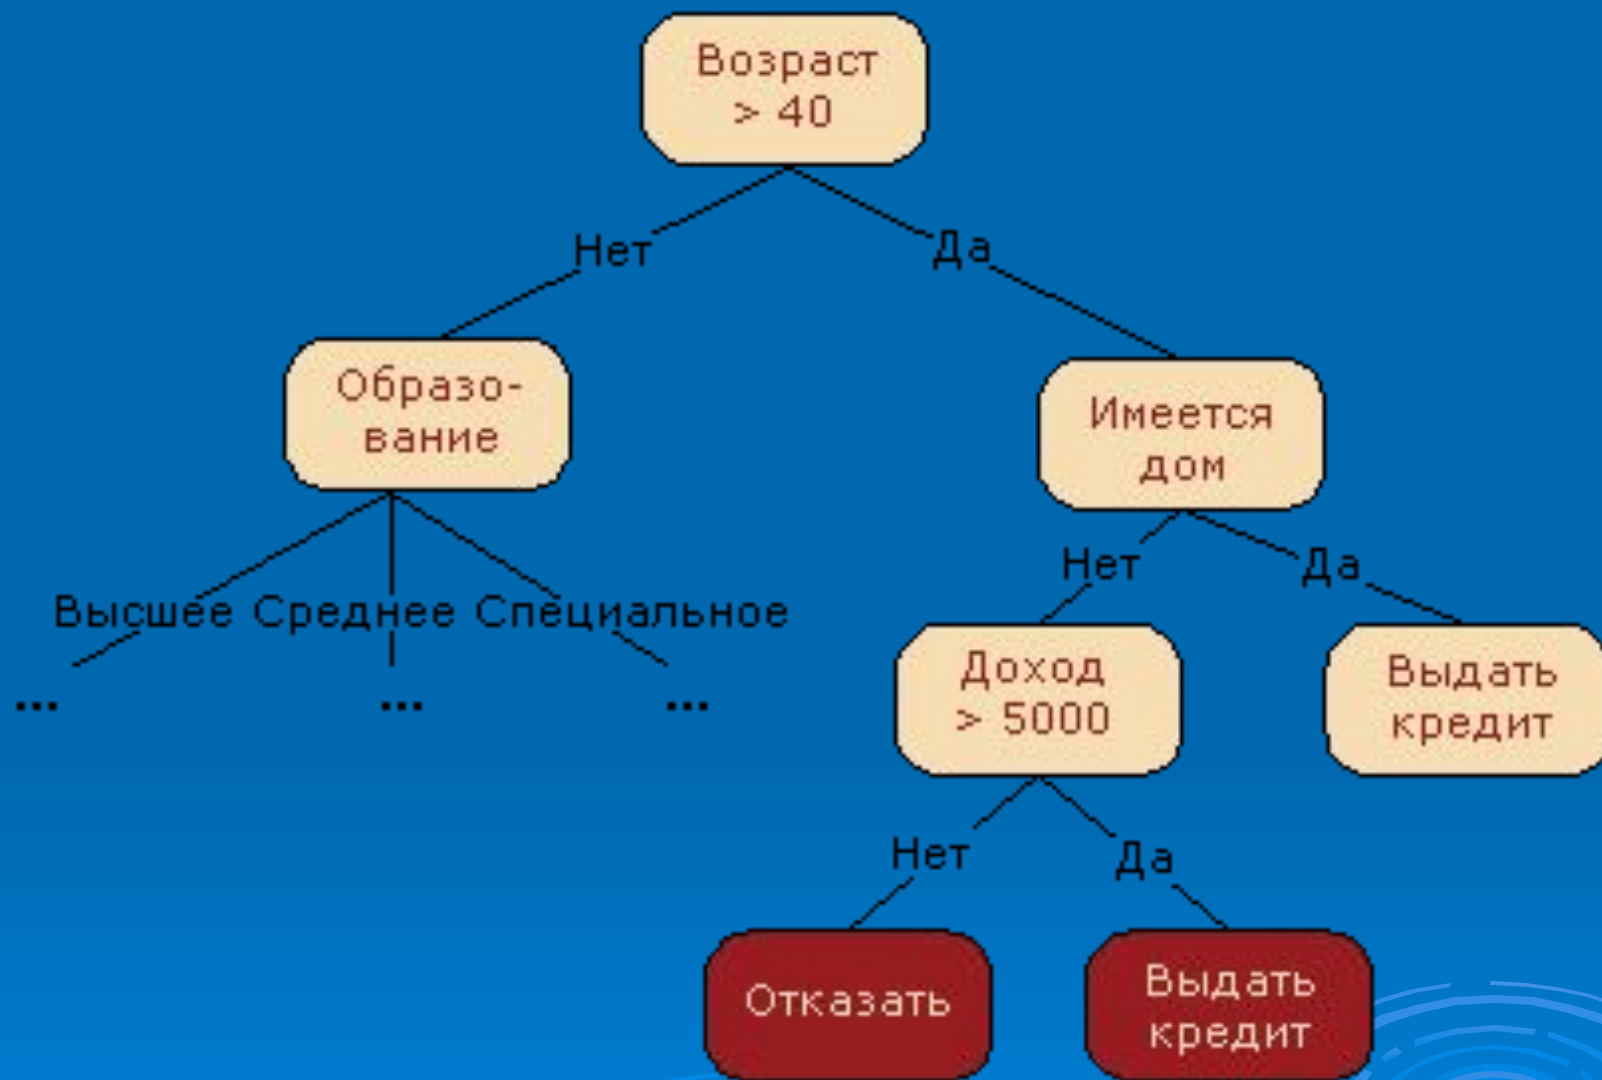 Возраст
> 40
Нет
Да
Образо-
вание
Имеется
дом
Высшее Среднее Специальное
... ... ...
Нет
Да
Доход
> 5000
Выдать
кредит
Нет
Да
Отказать
Выдать
кредит